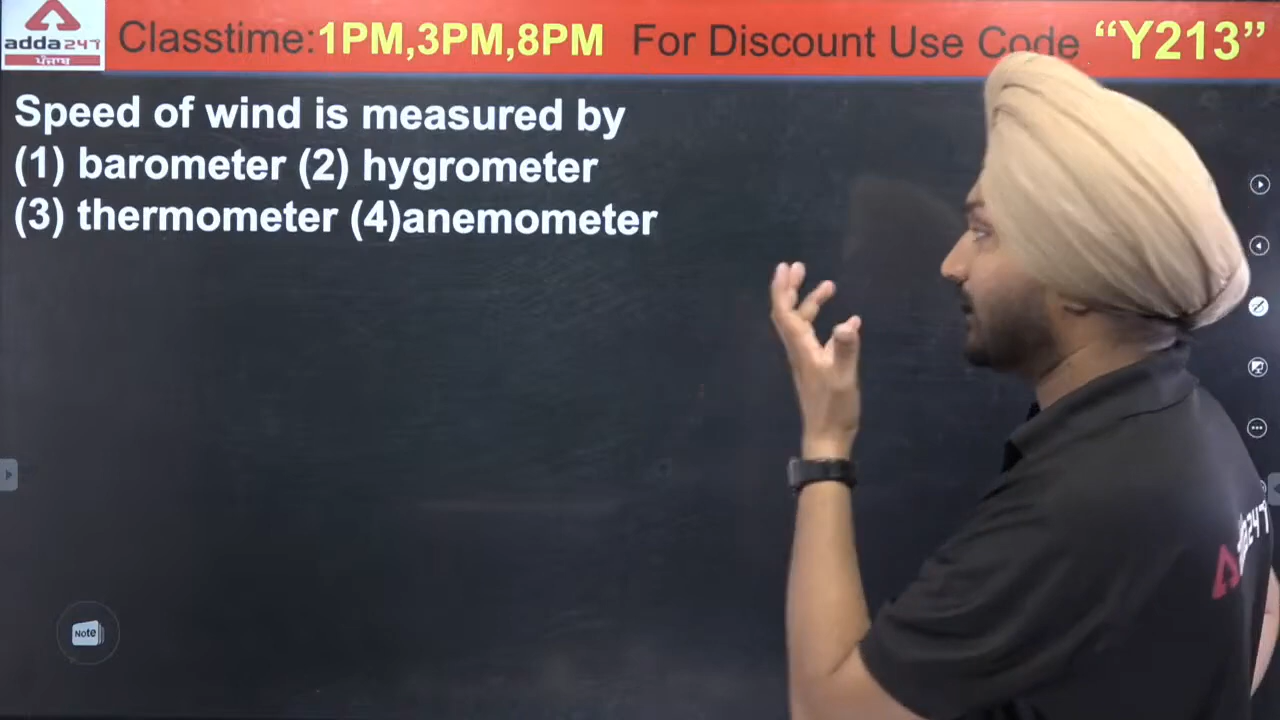 adda247
ਪੰਜਾਬ
Classtime:1PM,3PM,8PM For Discount Use Code “Y213”
Speed of wind is measured by
(1) barometer (2) hygrometer
(3) thermometer (4)anemometer
Note